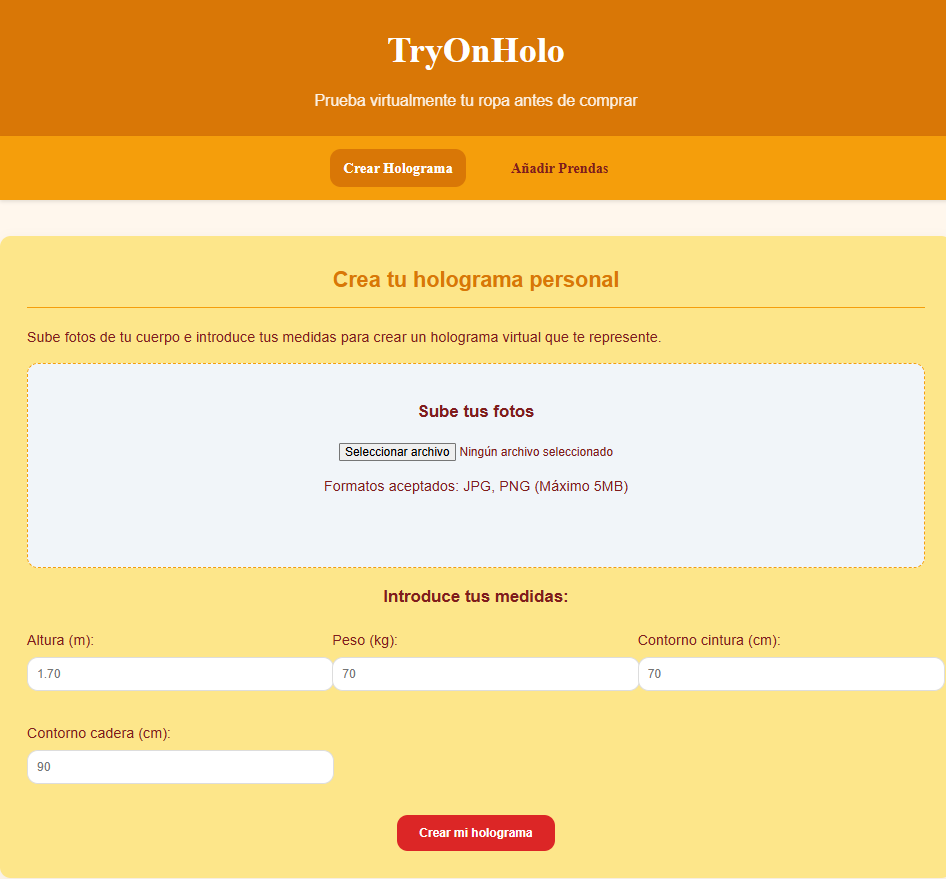 TryOnHolo
Prueba virtualmente tu ropa antes de comprar
Crear Holograma Añadir Prendas
Crea tu holograma personal
Sube fotos de tu cuerpo e introduce tus medidas para crear un holograma virtual que te represente.
Sube tus fotos
Seleccionar archivo Ningún archivo seleccionado
Formatos aceptados: JPG, PNG (Máximo 5MB)
Introduce tus medidas:
Altura (m): Peso (kg): Contorno cintura (cm):
1.70 70 70
Contorno cadera (cm):
90
Crear mi holograma